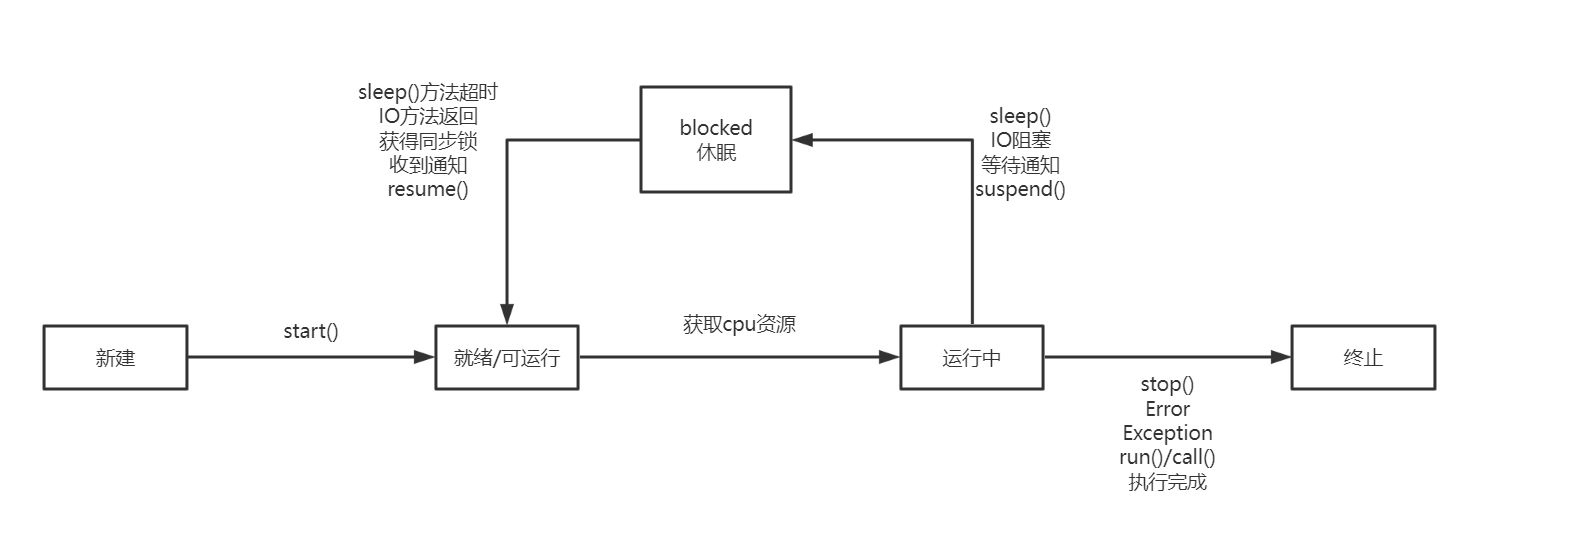 sleep()方法超时
IO方法返回
获得同步锁
收到通知
resume()
blocked
休眠
sleep()
IO阻塞
等待通知
suspend()
新建
start()
就绪/可运行
获取cpu资源
运行中
终止
stop()
Error
Exception
run()/call()
执行完成